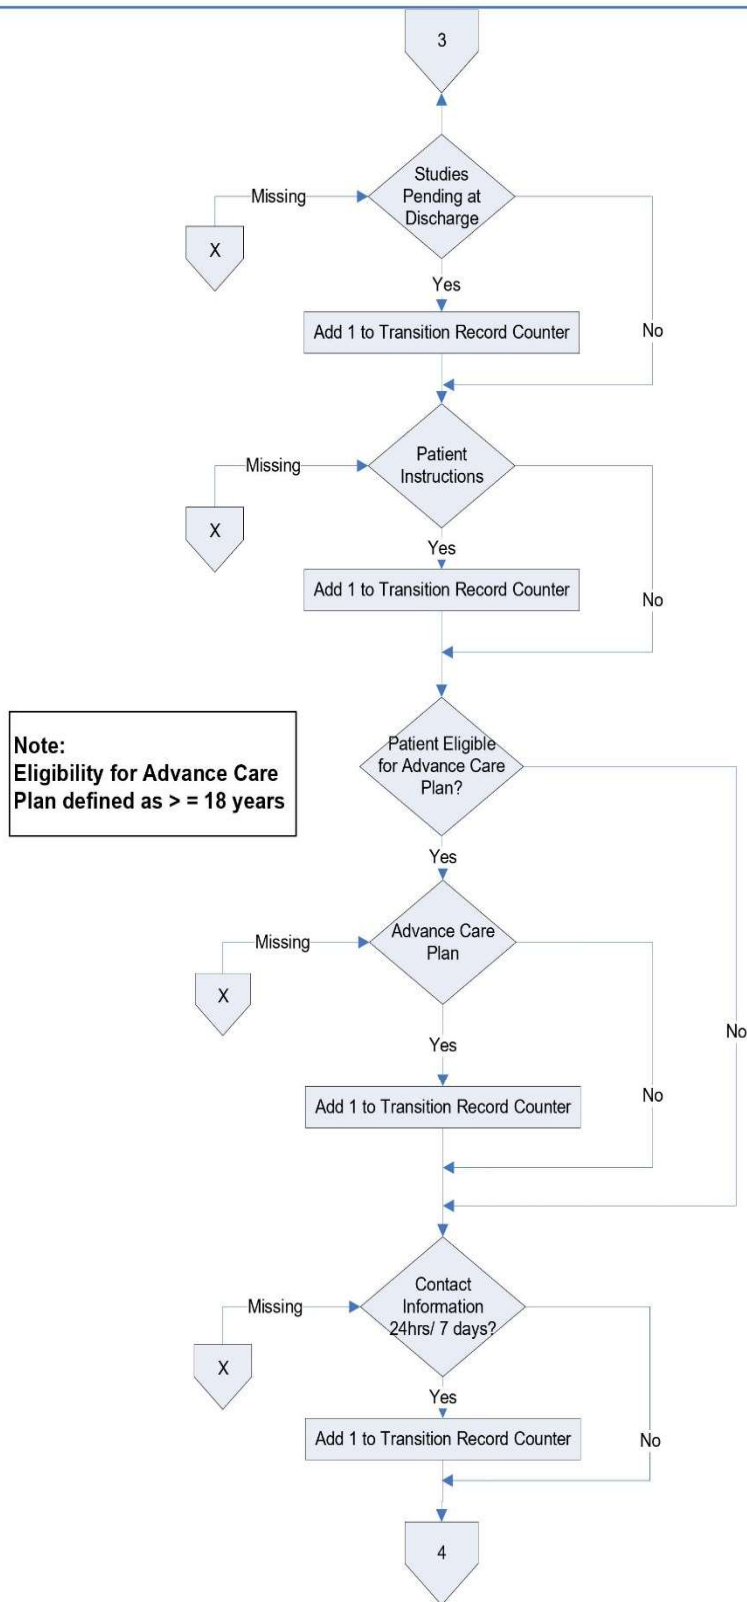 3
Studies
Pending at
Discharge
Missing
X
Yes
Add 1 to Transition Record Counter
No
Patient
Instructions
Missing
X
Yes
Add 1 to Transition Record Counter
No
Note:
Eligibility for Advance Care
Plan defined as > = 18 years
Patient Eligible
for Advance Care
Plan?
Yes
Advance Care
Plan
Missing
X
No
Yes
Add 1 to Transition Record Counter
No
Contact
Information
24hrs/ 7 days?
Missing
X
Yes
Add 1 to Transition Record Counter
No
4